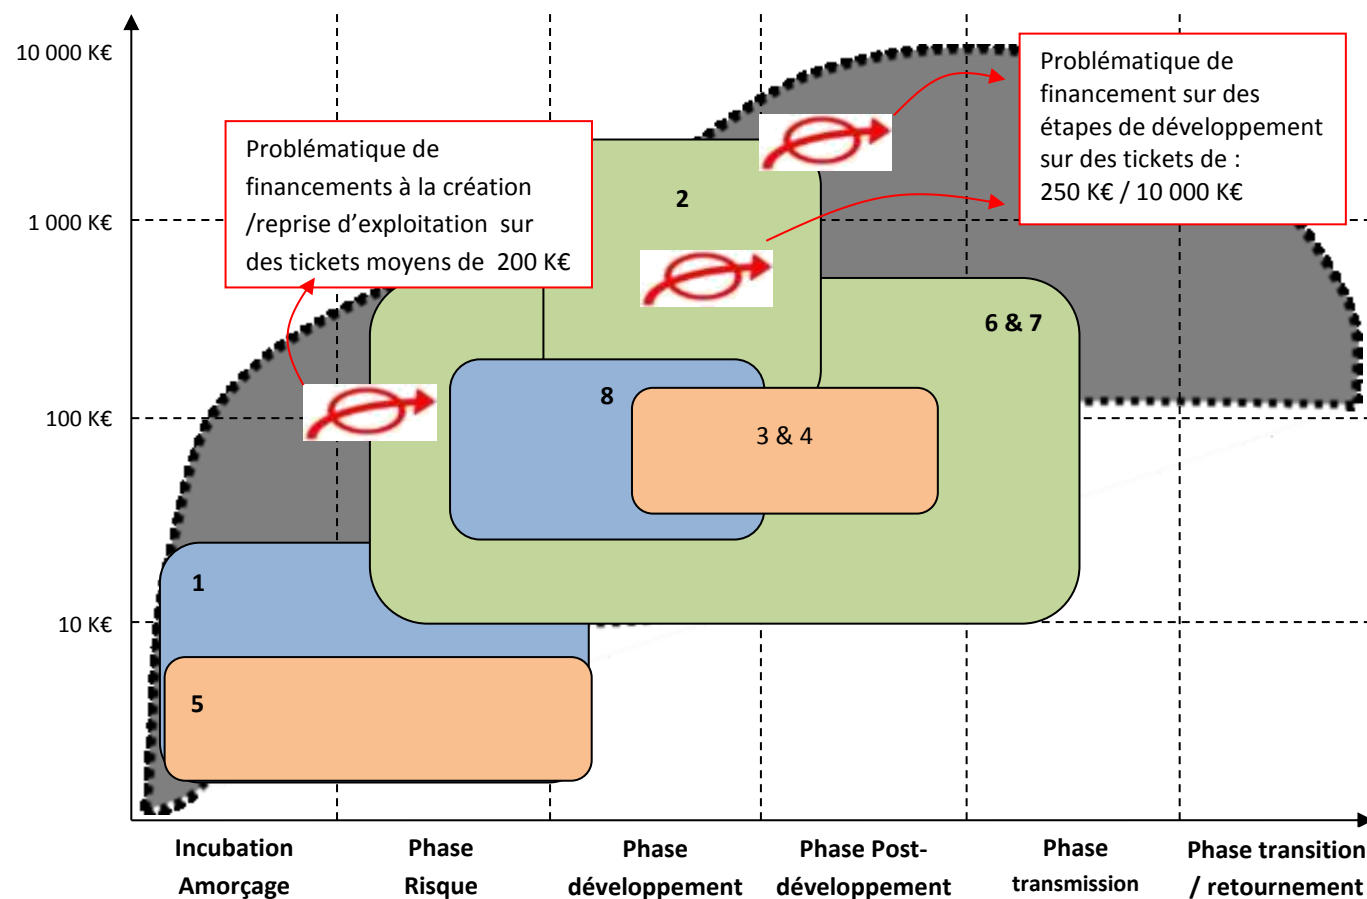 10 000 K€
1 000 K€
100 K€
10 K€
Problématique de
financements à la création
/reprise d’exploitation sur
des tickets moyens de 200 K€
Problématique de
financement sur des
étapes de développement
sur des tickets de :
250 K€ / 10 000 K€
2
6 & 7
8
3 & 4
1
5
Incubation
Amorçage
Phase
Risque
Phase
développement
Phase Post-
développement
Phase
transmission
Phase transition
/ retournement